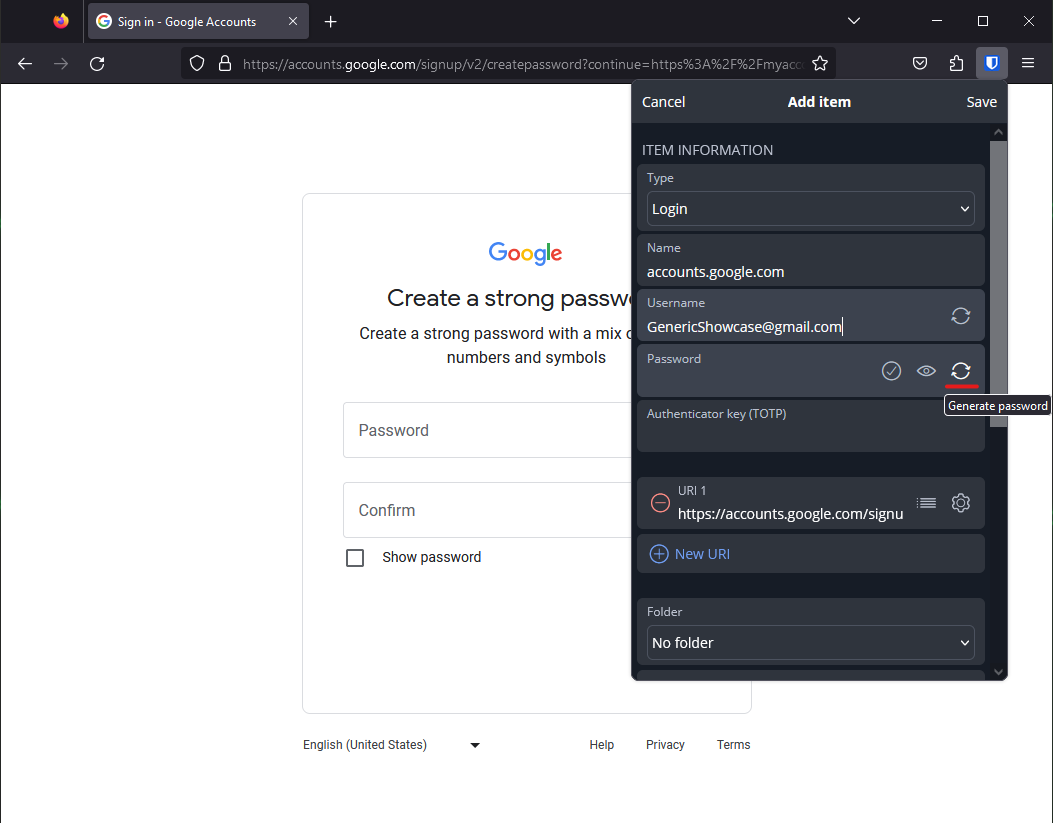 Sign in - Google Accounts
https://accounts.google.com/signup/v2/createpassword?continue=https%3A%2F%2Fmyacc
Cancel
Add item
Save
ITEM INFORMATION
Type
Login
Name
accounts.google.com
Username
GenericShowcase@gmail.com
Password
Generate password
Authenticator key (TOTP)
URI 1
https://accounts.google.com/signu
New URI
Folder
No folder
Google
Create a strong passw
Create a strong password with a mix
numbers and symbols
Password
Confirm
Show password
English (United States)
Help
Privacy
Terms